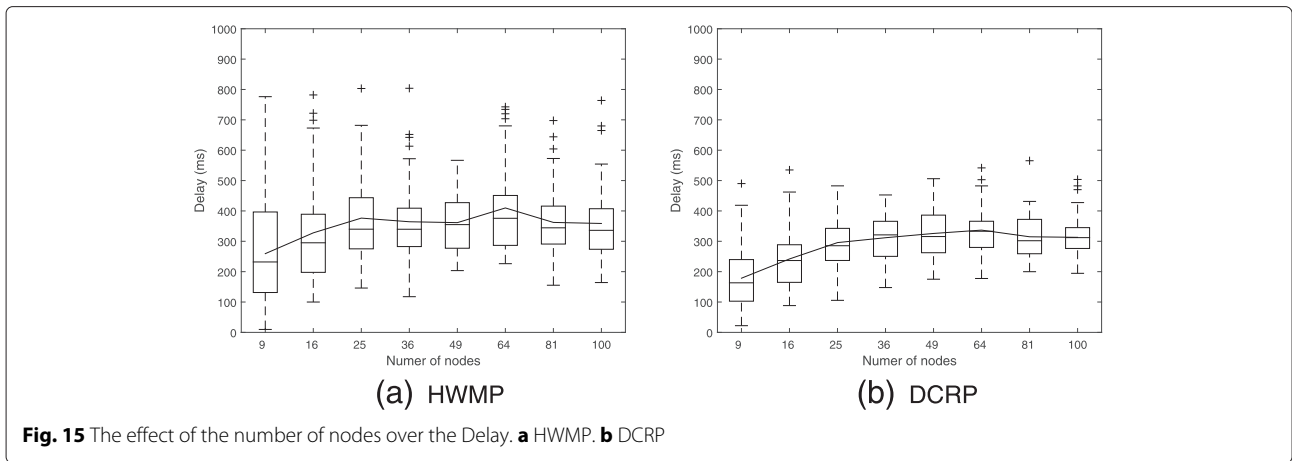 1000
900
800
700
600
500
400
300
200
100
0
Delay (ms)
9 16 25 36 49 64 81 100
Numer of nodes
(a) HWMP
1000
900
800
700
600
500
400
300
200
100
0
Delay (ms)
9 16 25 36 49 64 81 100
Numer of nodes
(b) DCRP
Fig. 15 The effect of the number of nodes over the Delay. a HWMP. b DCRP